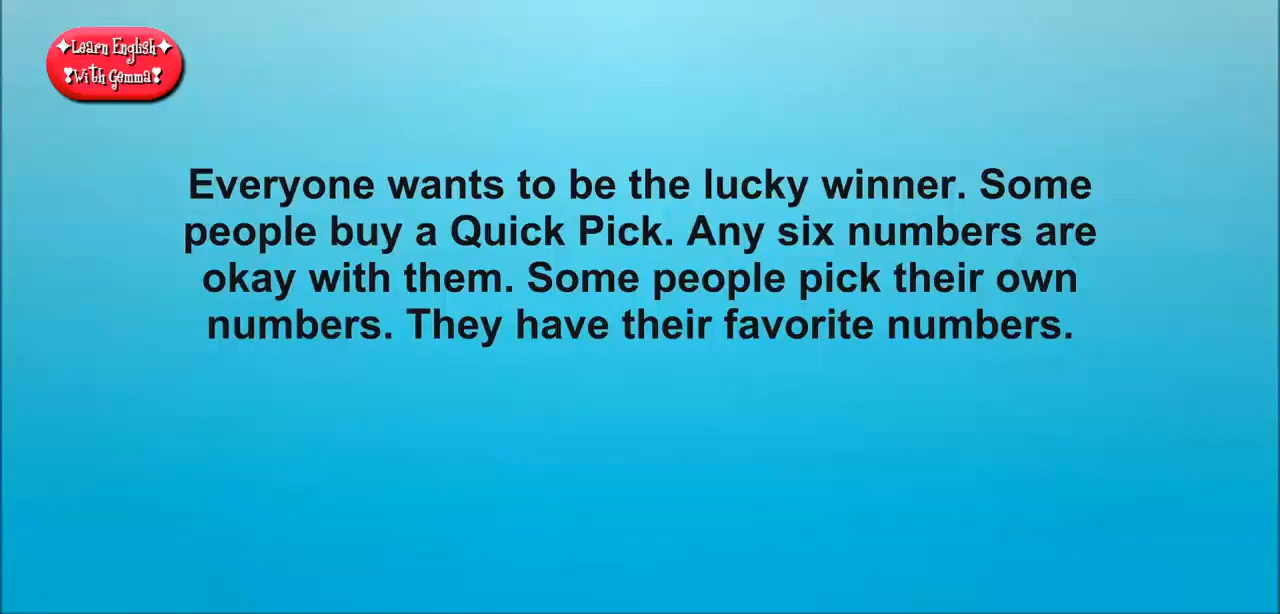 Learn English
With Gemma
Everyone wants to be the lucky winner. Some
people buy a Quick Pick. Any six numbers are
okay with them. Some people pick their own
numbers. They have their favorite numbers.